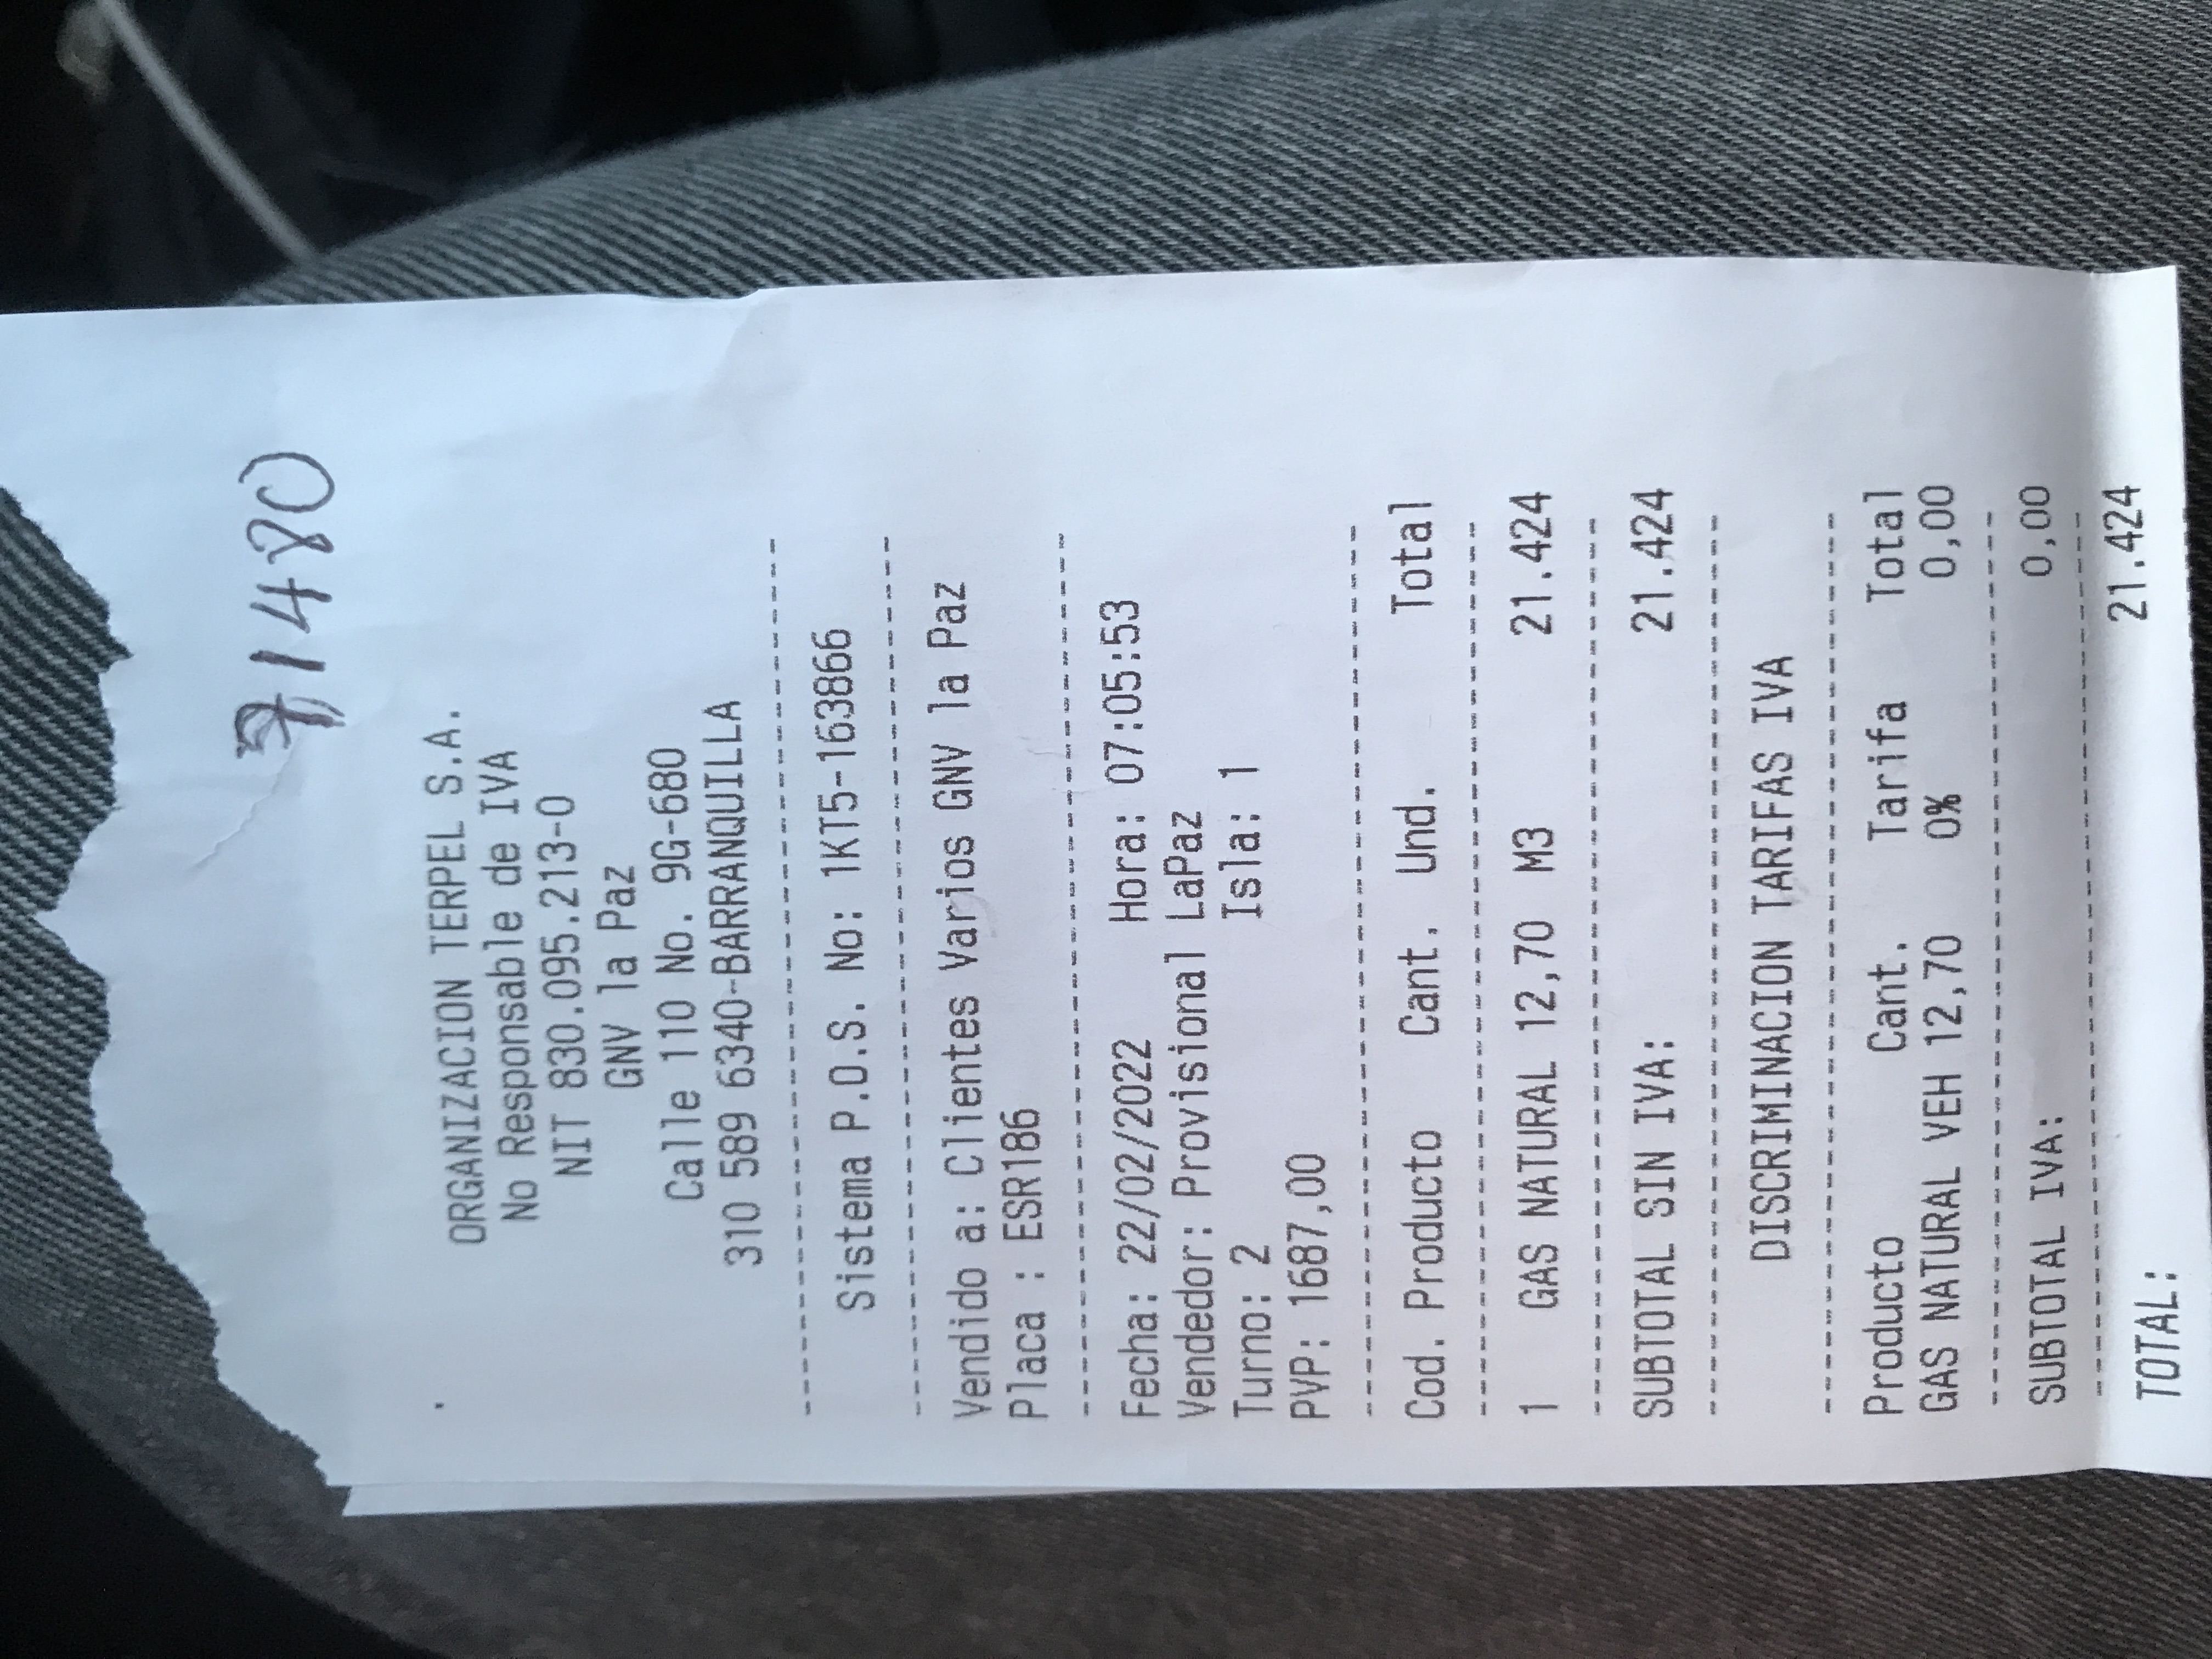 71480
ORGANIZACION TERPEL S.A.
No Responsable de IVA
NIT 830.095.213-0
GNV la Paz
Calle 110 No. 9G-680
310 589 6340-BARRANQUILLA
Sistema P.O.S. No: 1KT5-163866
Vendido a: Clientes Varios GNV la Paz
Placa : ESR186
Fecha: 22/02/2022 Hora: 07:05:53
Vendedor: Provisional LaPaz
Turno: 2 Isla: 1
PVP: 1687,00
Cod. Producto Cant. Und. Total
1 GAS NATURAL 12,70 M3 21.424
SUBTOTAL SIN IVA: 21.424
DISCRIMINACION TARIFAS IVA
Producto Cant. Tarifa Total
GAS NATURAL VEH 12,70 0% 0,00
SUBTOTAL IVA: 0,00
TOTAL: 21.424